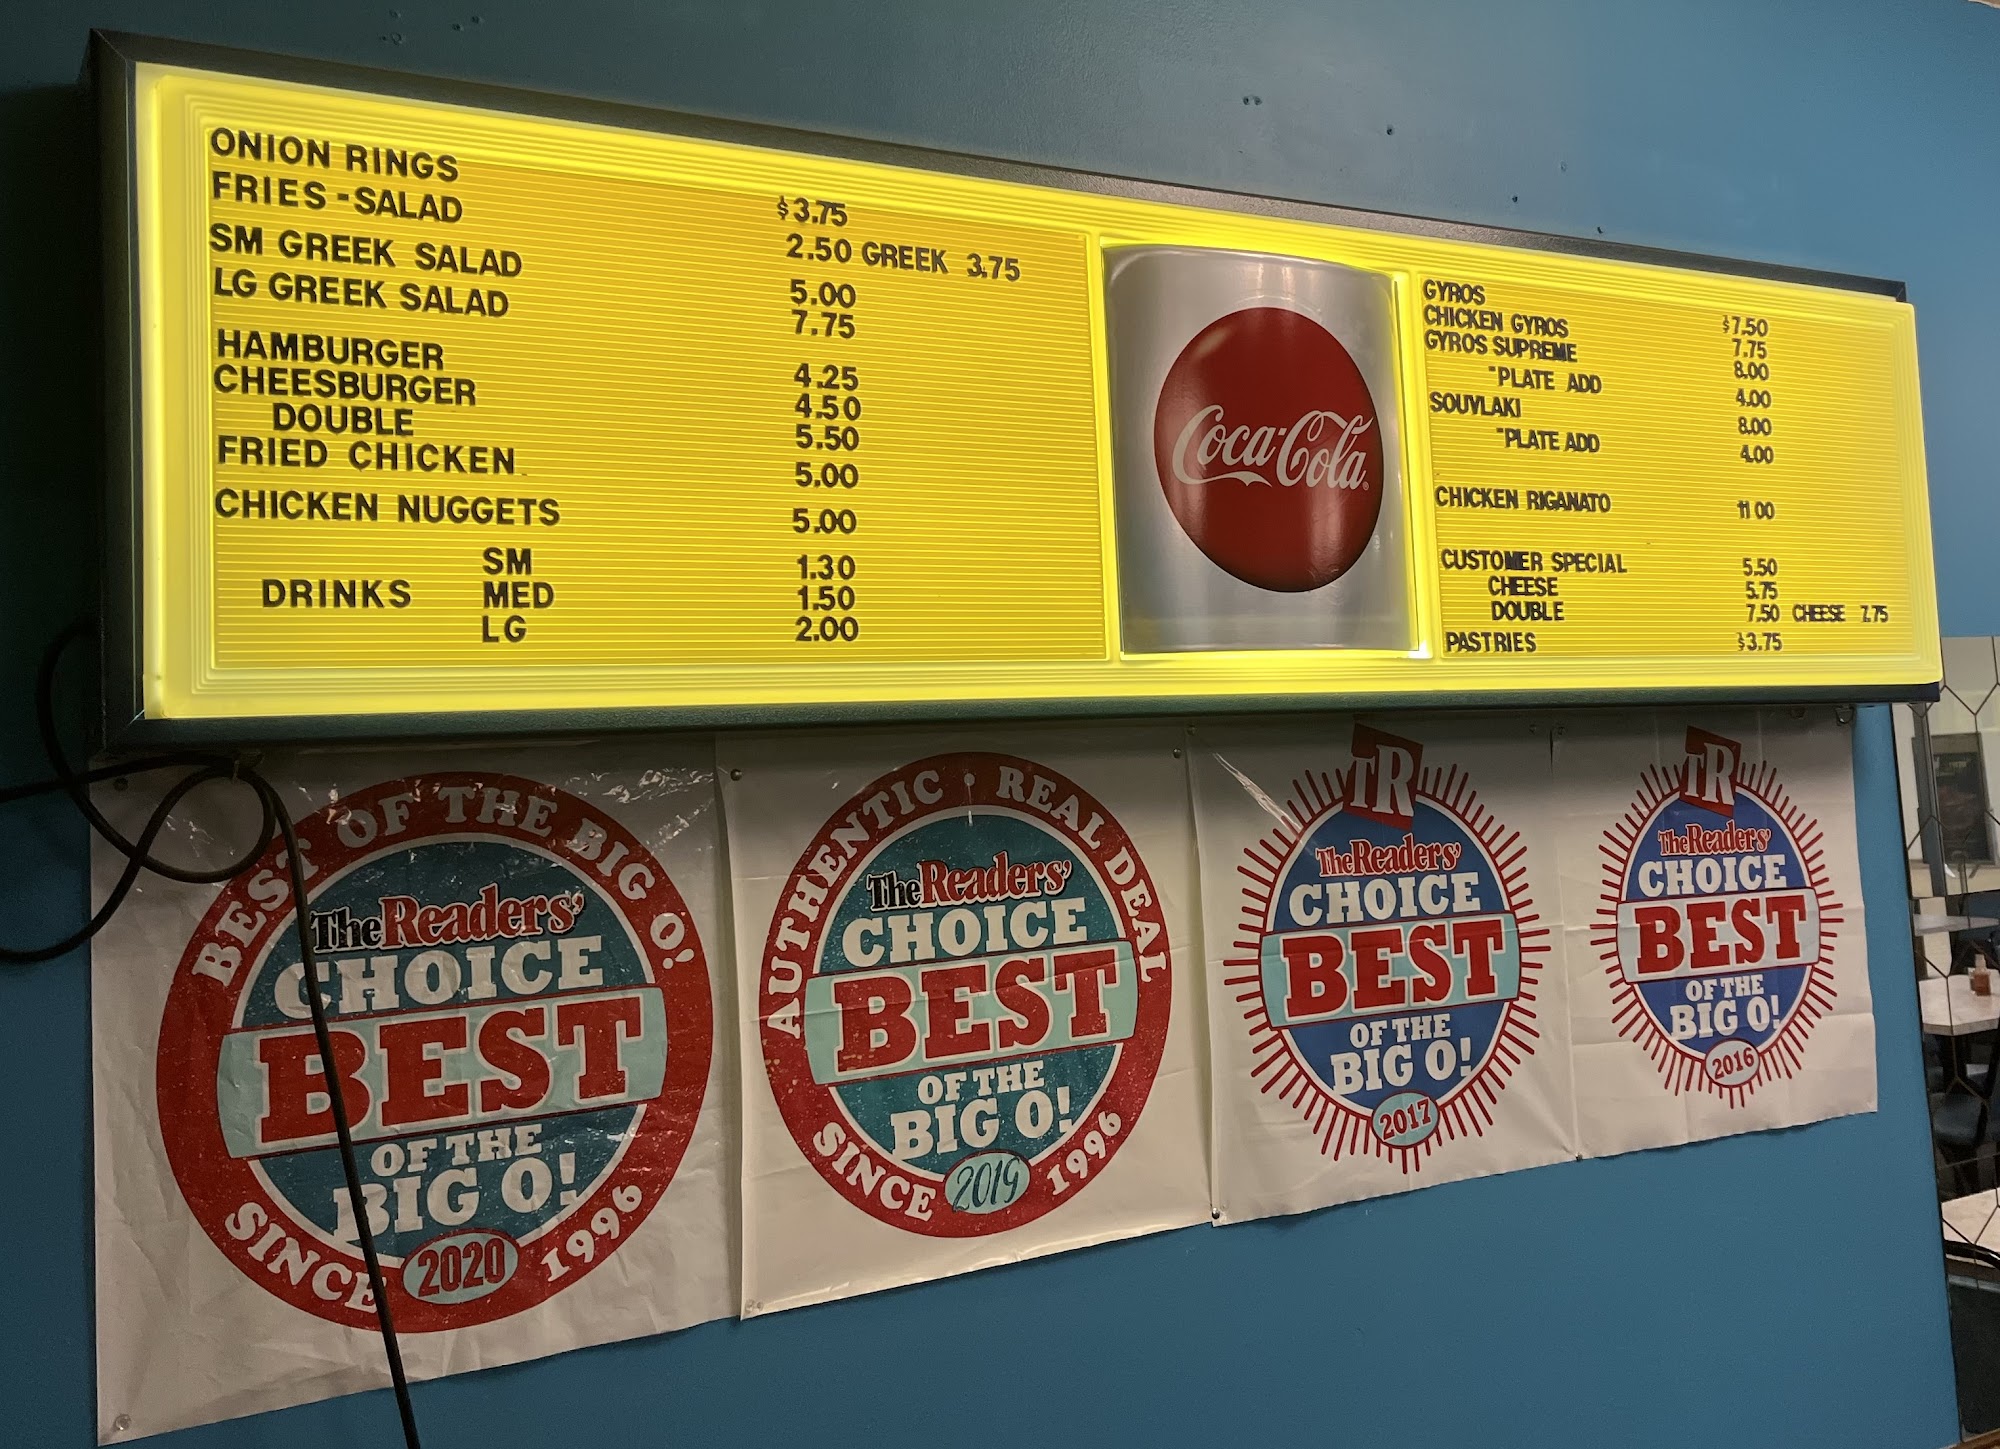 ONION RINGS $3.75
FRIES -SALAD 2.50 GREEK 3.75
SM GREEK SALAD 5.00
LG GREEK SALAD 7.75
HAMBURGER 4.25
CHEESBURGER 4.50
DOUBLE 5.50
FRIED CHICKEN 5.00
CHICKEN NUGGETS 5.00
SM 1.30
DRINKS MED 1.50
LG 2.00
Coca-Cola
GYROS $7.50
CHICKEN GYROS 7.75
GYROS SUPREME 8.00
-PLATE ADD 4.00
SOUVLAKI 8.00
-PLATE ADD 4.00
CHICKEN RIGANATO 11 00
CUSTOMER SPECIAL 5.50
CHEESE 5.75
DOUBLE 7.50 CHEESE 7.75
PASTRIES $3.75
BEST OF THE BIG O!
The Readers'
CHOICE
BEST
OF THE
BIG O!
2020
SINCE 1996
AUTHENTIC · REAL DEAL
The Readers'
CHOICE
BEST
OF THE
BIG O!
2019
SINCE 1996
TR
The Readers'
CHOICE
BEST
OF THE
BIG O!
2017
TR
The Readers'
CHOICE
BEST
OF THE
BIG O!
2016